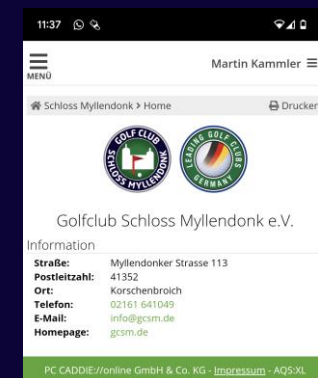 11:37
MENÜ
Martin Kammler
Schloss Myllendonk > Home
Drucken
GOLF CLUB
SCHLOSS MYLLENDONK
LEADING GOLF CLUBS
GERMANY
Golfclub Schloss Myllendonk e.V.
Information
Straße: Myllendonker Strasse 113
Postleitzahl: 41352
Ort: Korschenbroich
Telefon: 02161 641049
E-Mail: info@gcsm.de
Homepage: gcsm.de
PC CADDIE://online GmbH & Co. KG - Impressum - AQS:XL